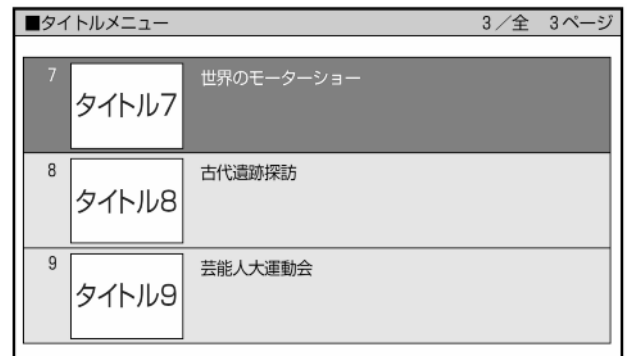 ■タイトルメニュー 3／全 3ページ
7 タイトル7 世界のモーターショー
8 タイトル8 古代遺跡探訪
9 タイトル9 芸能人大運動会